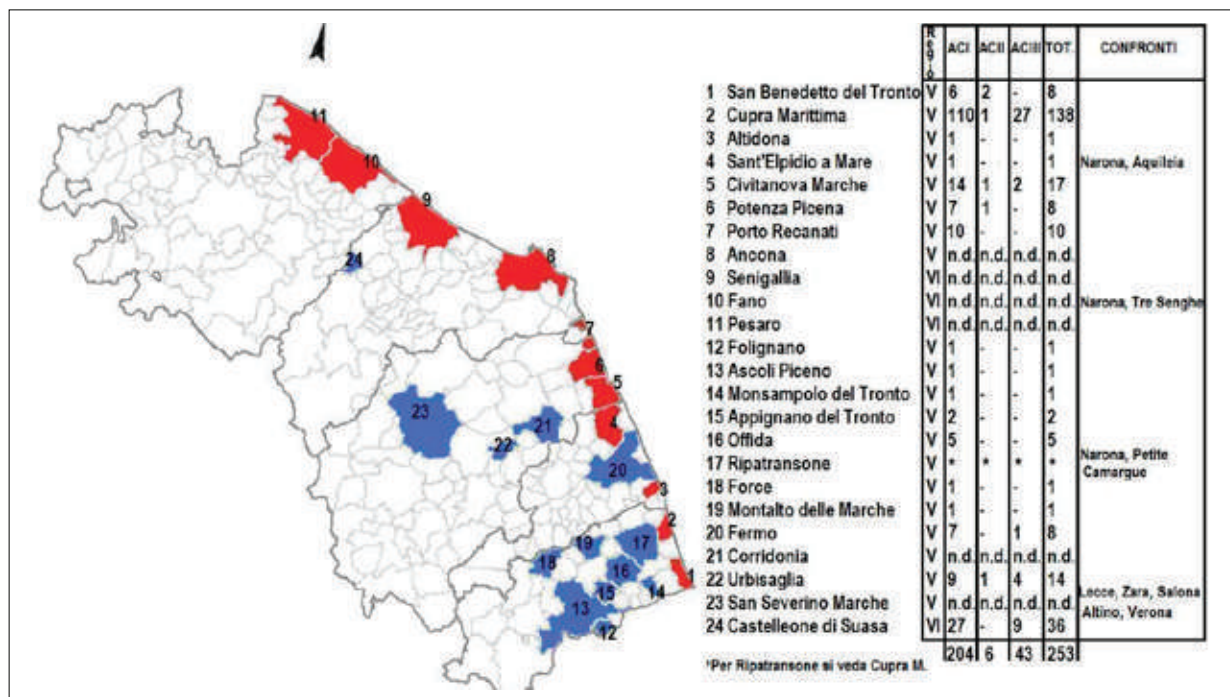 Regio ACI ACII ACIII TOT. CONFRONTI
1 San Benedetto del Tronto V 6 2 - 8
2 Cupra Marittima V 110 1 27 138
3 Altidona V 1 - - 1
4 Sant'Elpidio a Mare V 1 - - 1 Narona, Aquileia
5 Civitanova Marche V 14 1 2 17
6 Potenza Picena V 7 1 - 8
7 Porto Recanati V 10 - - 10
8 Ancona V n.d. n.d. n.d. n.d.
9 Senigallia VI n.d. n.d. n.d. n.d.
10 Fano VI n.d. n.d. n.d. n.d. Narona, Tre Senghe
11 Pesaro VI n.d. n.d. n.d. n.d.
12 Folignano V 1 - - 1
13 Ascoli Piceno V 1 - - 1
14 Monsampolo del Tronto V 1 - - 1
15 Appignano del Tronto V 2 - - 2
16 Offida V 5 - - 5
17 Ripatransone V * * * * Narona, Petite
18 Force V 1 - - 1 Camargue
19 Montalto delle Marche V 1 - - 1
20 Fermo V 7 - 1 8
21 Corridonia V n.d. n.d. n.d. n.d.
22 Urbisaglia V 9 1 4 14
23 San Severino Marche V n.d. n.d. n.d. n.d. Lecce, Zara, Salona
24 Castelleone di Suasa VI 27 - 9 36 Altino, Verona
204 6 43 253
*Per Ripatransone si veda Cupra M.
11
10
9
24
8
7
6
5
23
21
4
22
20
3
2
19
17
18
16
1
15
14
13
12